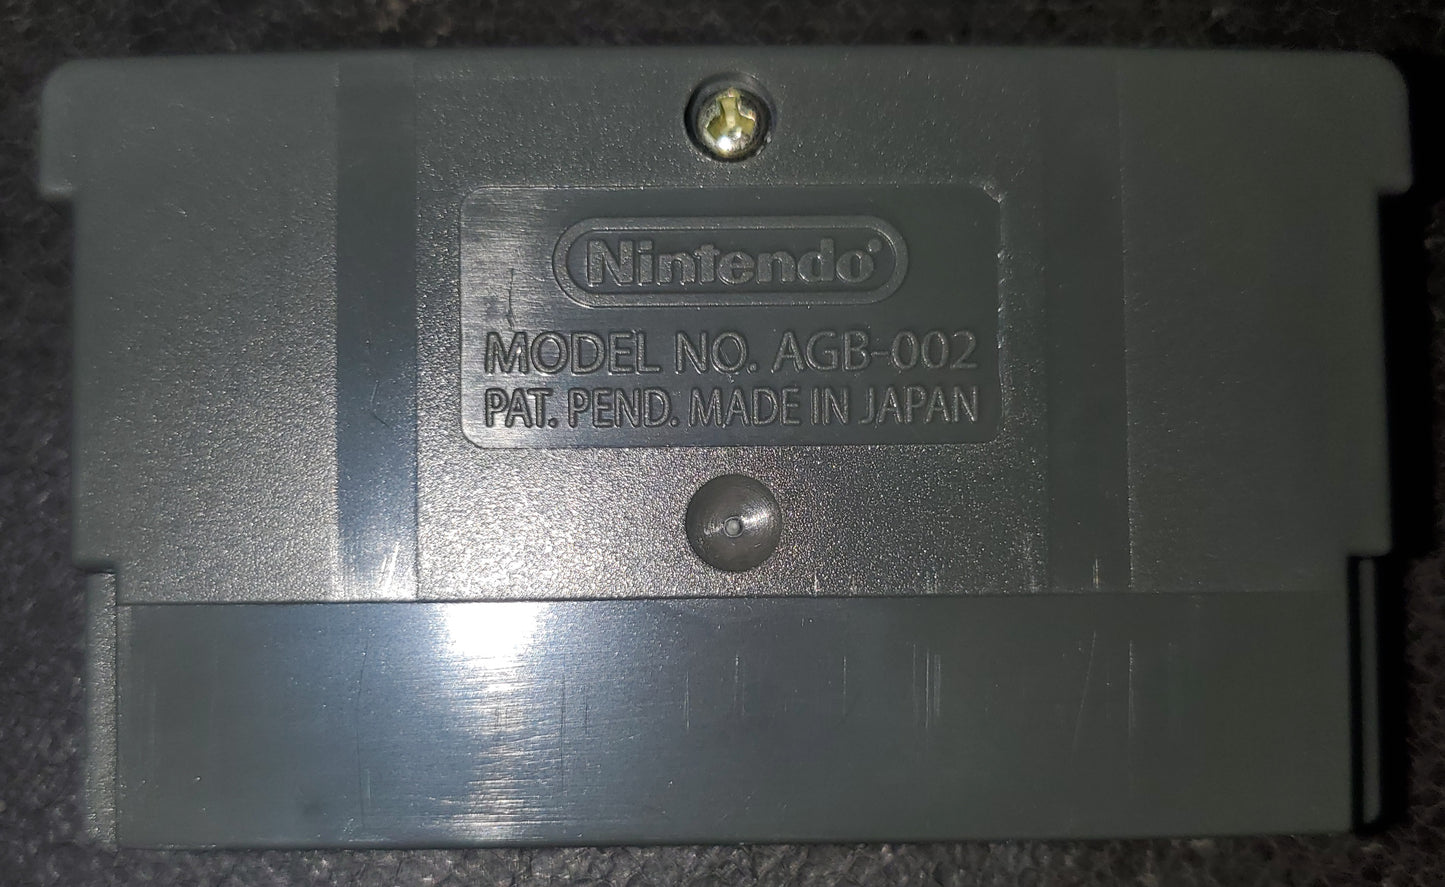 Nintendo®
MODEL NO. AGB-002
PAT. PEND. MADE IN JAPAN